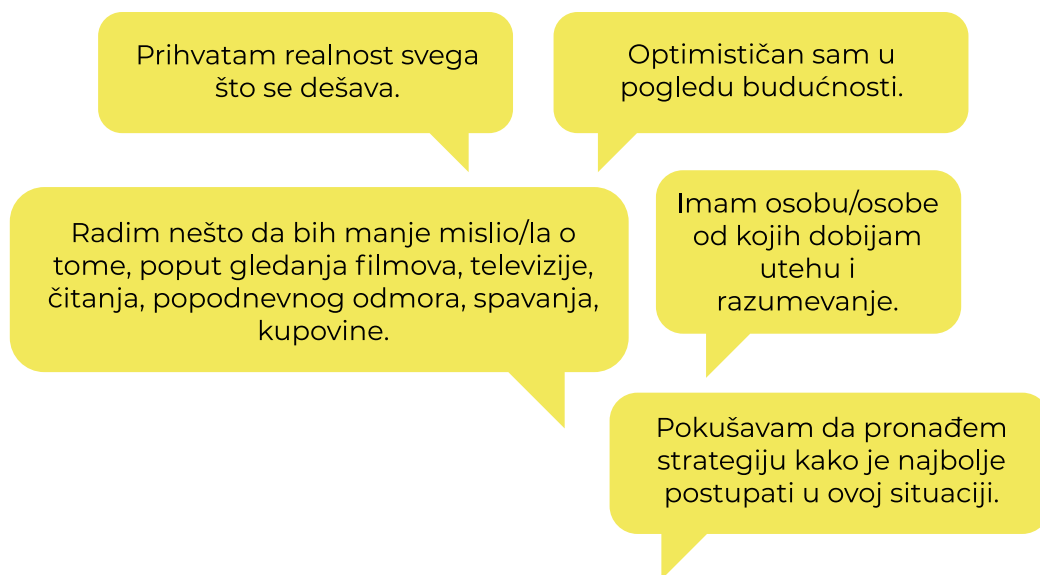 Prihvatam realnost svega
što se dešava.
Optimističan sam u
pogledu budućnosti.
Radim nešto da bih manje mislio/la o
tome, poput gledanja filmova, televizije,
čitanja, popodnevnog odmora, spavanja,
kupovine.
Imam osobu/osobe
od kojih dobijam
utehu i
razumevanje.
Pokušavam da pronađem
strategiju kako je najbolje
postupati u ovoj situaciji.